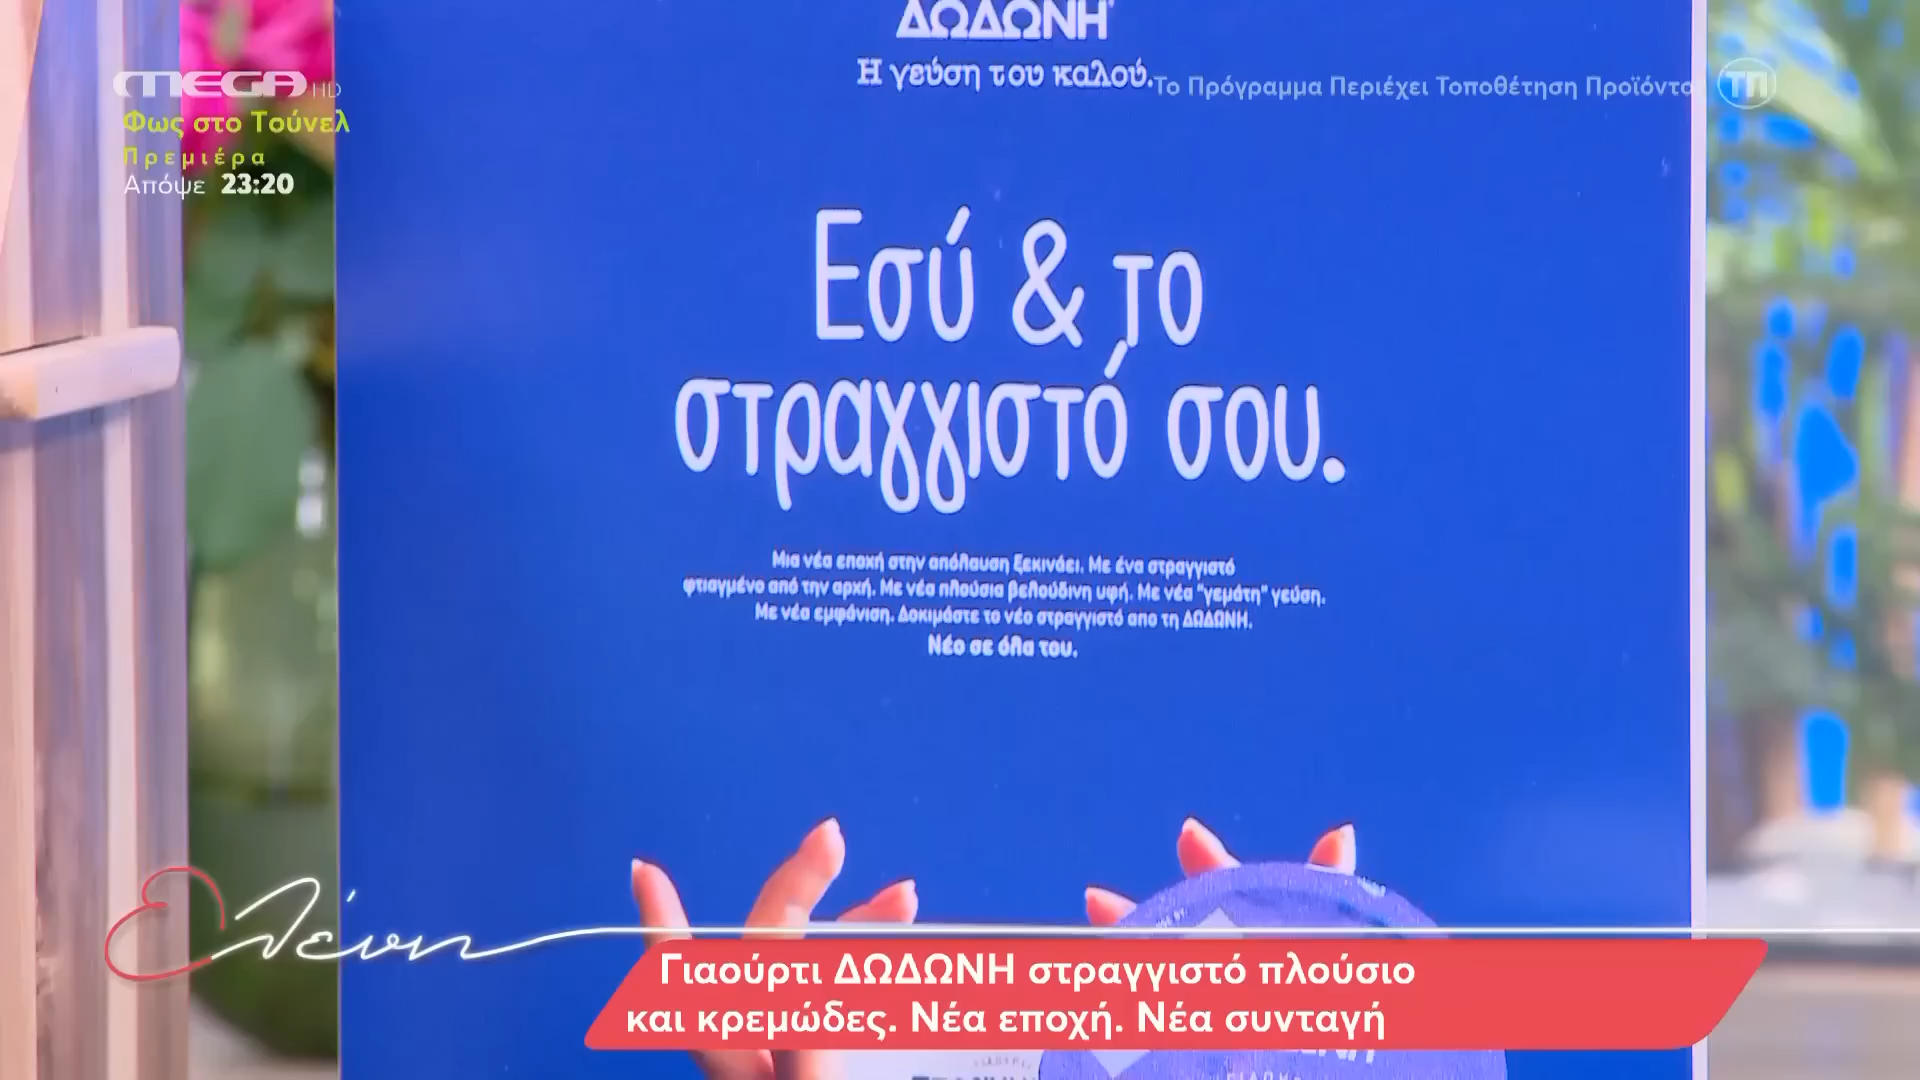 ΔΩΔΩΝΗ
Η γεύση του καλού.
MEGA HD
Το Πρόγραμμα Περιέχει Τοποθέτηση Προϊόντο
ΤΠ
Φως στο Τούνελ
Πρεμιέρα
Απόψε 23:20
Εσύ & το
στραγγιστό σου.
Μια νέα εποχή στην απόλαυση ξεκινάει. Με ένα στραγγιστό
φτιαγμένο από την αρχή. Με νέα πλούσια βελούδινη υφή. Με νέα "γεμάτη" γεύση.
Με νέα εμφάνιση. Δοκιμάστε το νέο στραγγιστό απο τη ΔΩΔΩΝΗ.
Νέο σε όλα του.
Ελένη
Γιαούρτι ΔΩΔΩΝΗ στραγγιστό πλούσιο
και κρεμώδες. Νέα εποχή. Νέα συνταγή